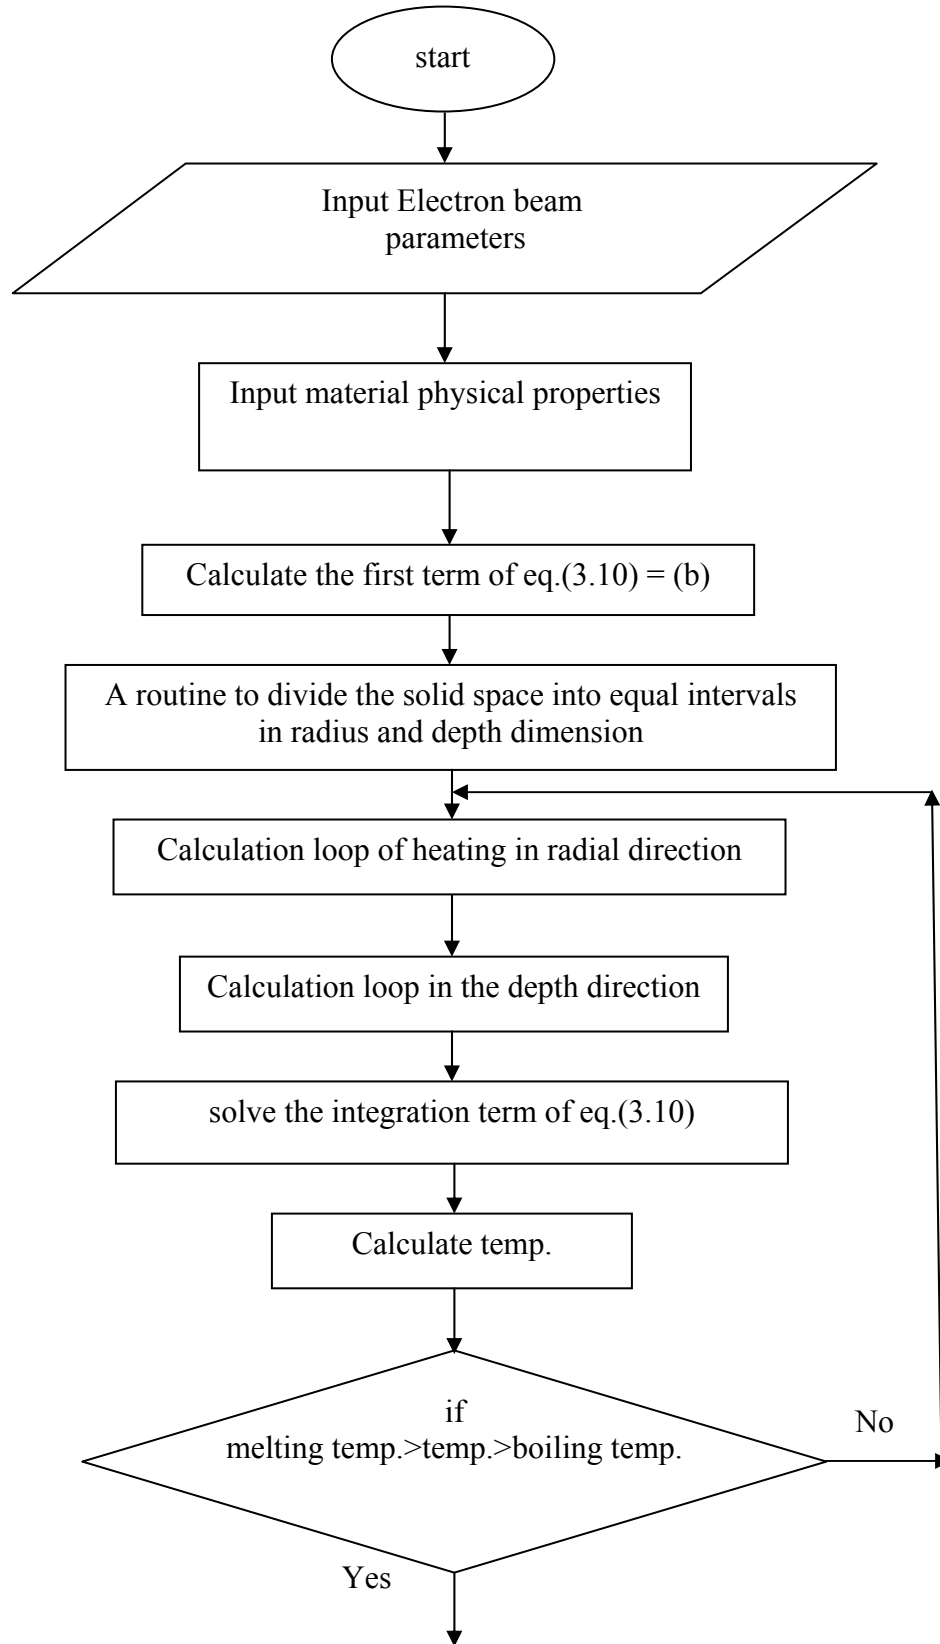 start
Input Electron beam
parameters
Input material physical properties
Calculate the first term of eq.(3.10) = (b)
A routine to divide the solid space into equal intervals
in radius and depth dimension
Calculation loop of heating in radial direction
Calculation loop in the depth direction
solve the integration term of eq.(3.10)
Calculate temp.
if
melting temp.>temp.>boiling temp.
No
Yes